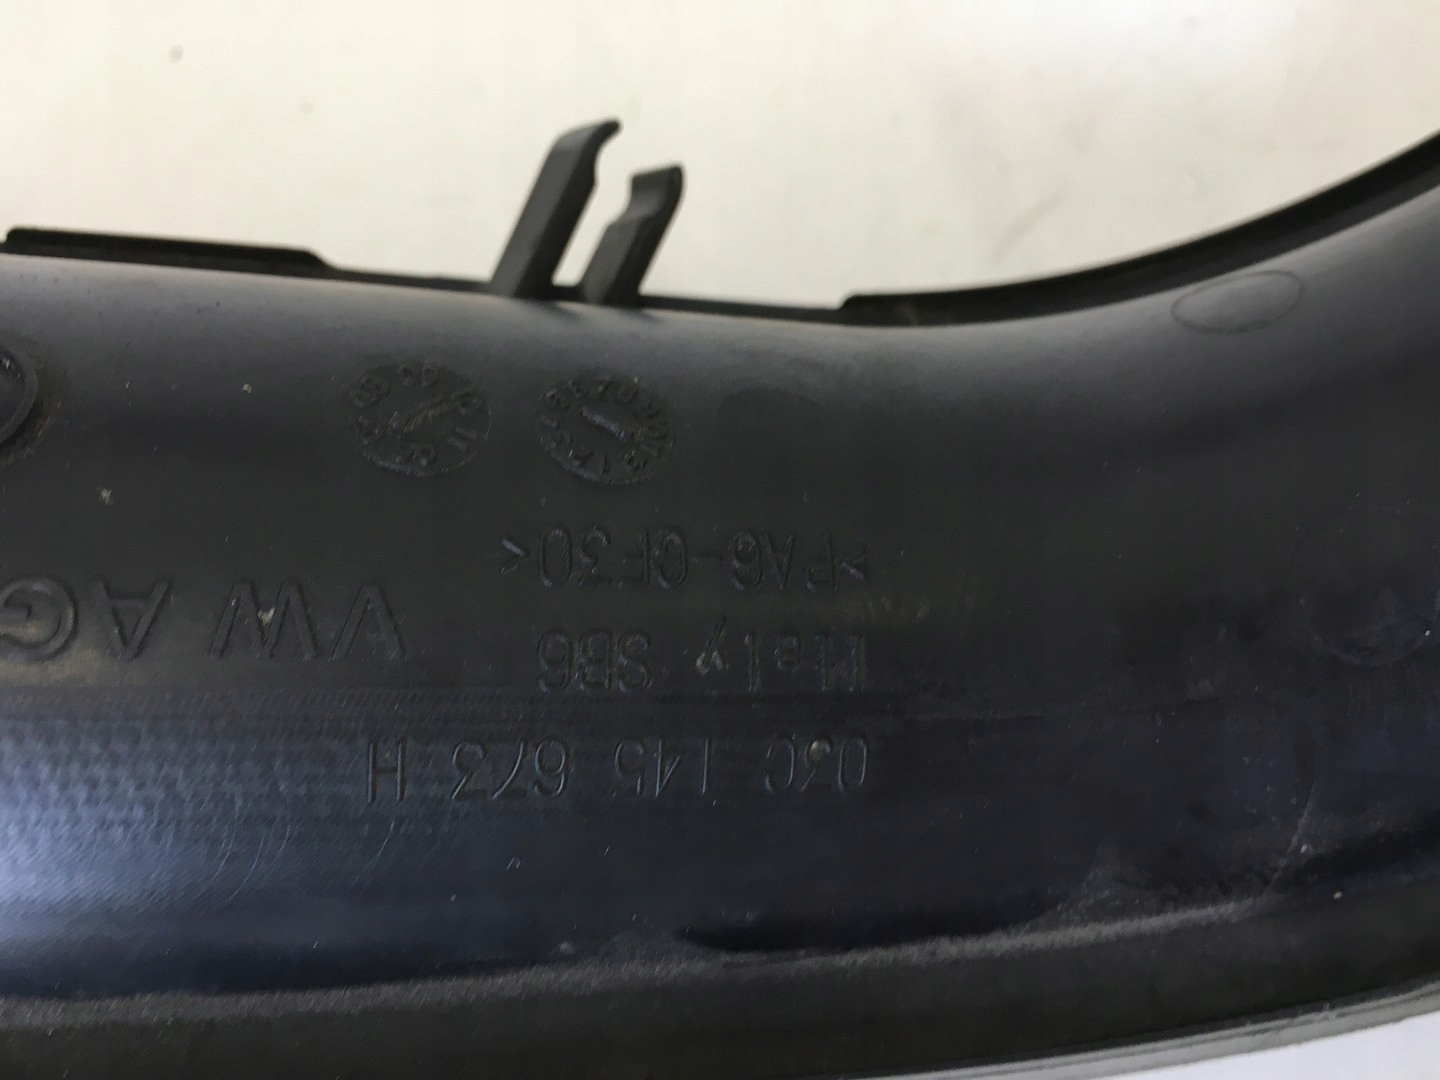 03C 145 673 H
Italy SB6
>PA6-GF30<
VW AG